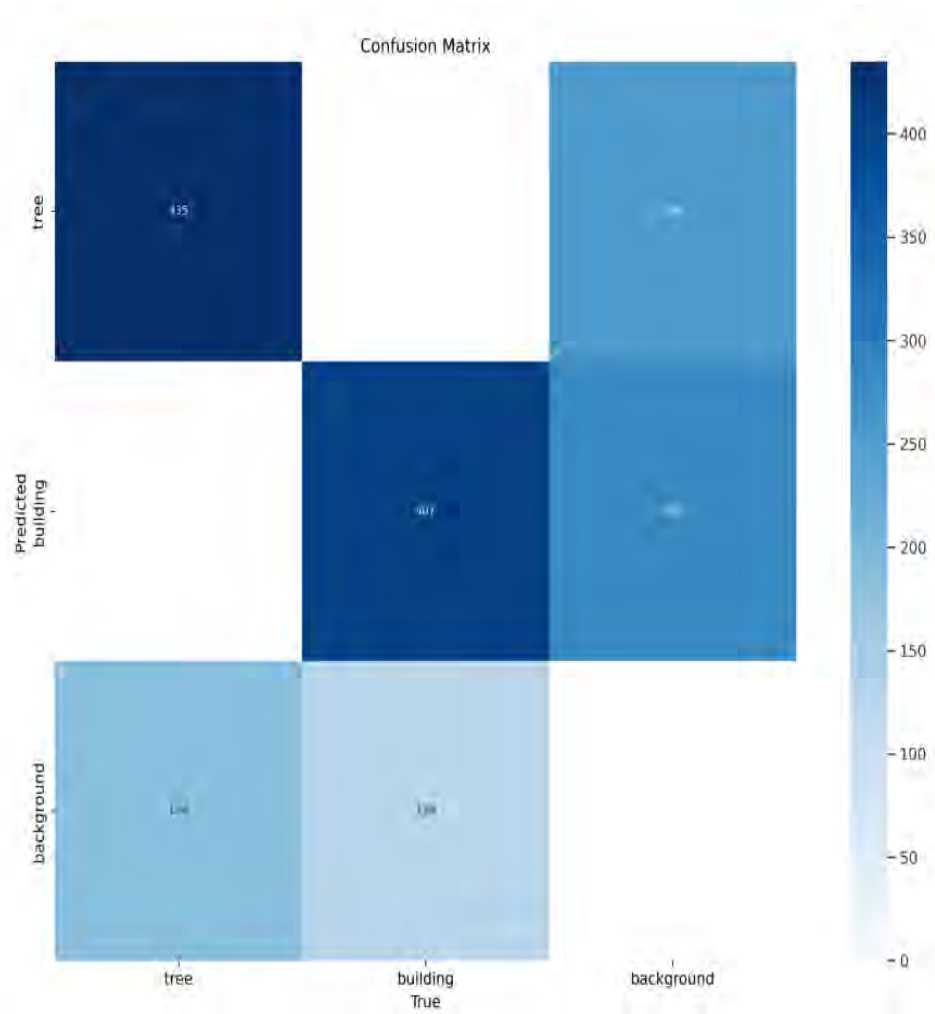 Confusion Matrix
400
tree
435
350
300
250
Predicted
building
407
200
150
100
background
50
0
tree
building
background
True